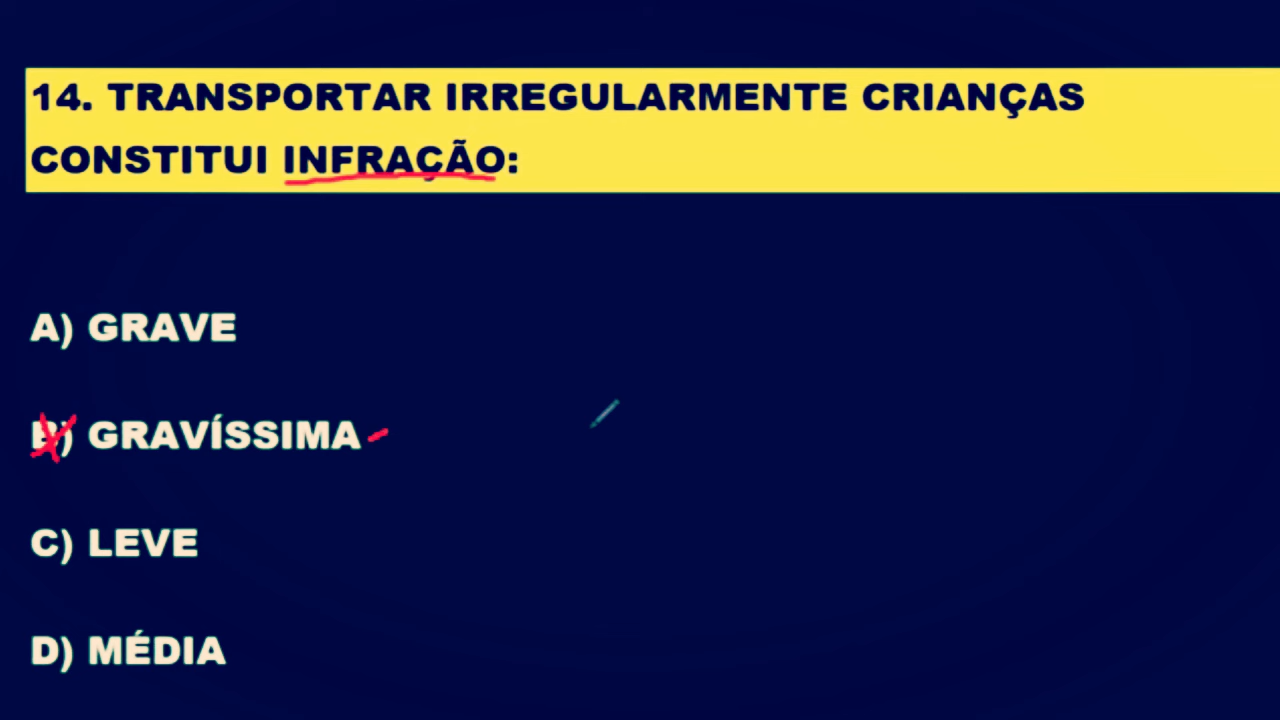 14. TRANSPORTAR IRREGULARMENTE CRIANÇAS
CONSTITUI INFRAÇÃO:
A) GRAVE
B) GRAVÍSSIMA
C) LEVE
D) MÉDIA